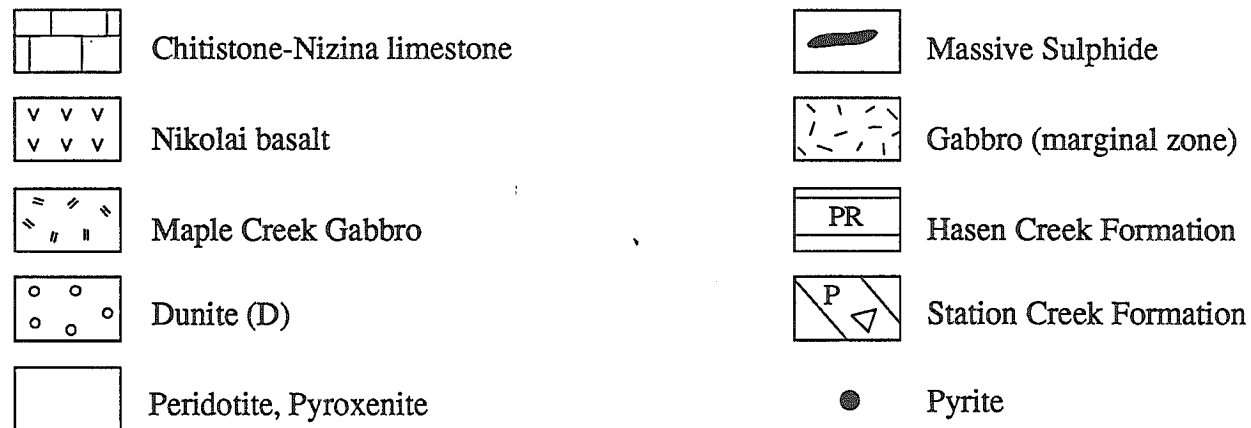 Chitistone-Nizina limestone
Nikolai basalt
Maple Creek Gabbro
Dunite (D)
Peridotite, Pyroxenite
Massive Sulphide
Gabbro (marginal zone)
PR Hasen Creek Formation
P Station Creek Formation
Pyrite